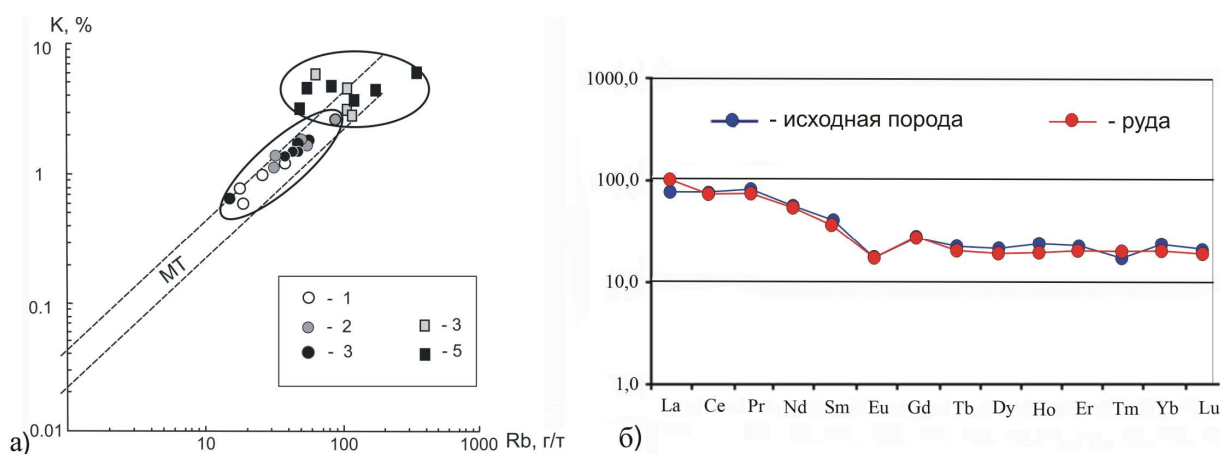 K, %
10
1
0.1
0.01
10
100
1000
Rb, г/т
МТ
- 1
- 2
- 3
- 3
- 5
а)
1000,0
100,0
10,0
1,0
- исходная порода
- руда
La Ce Pr Nd Sm Eu Gd Tb Dy Ho Er Tm Yb Lu
б)